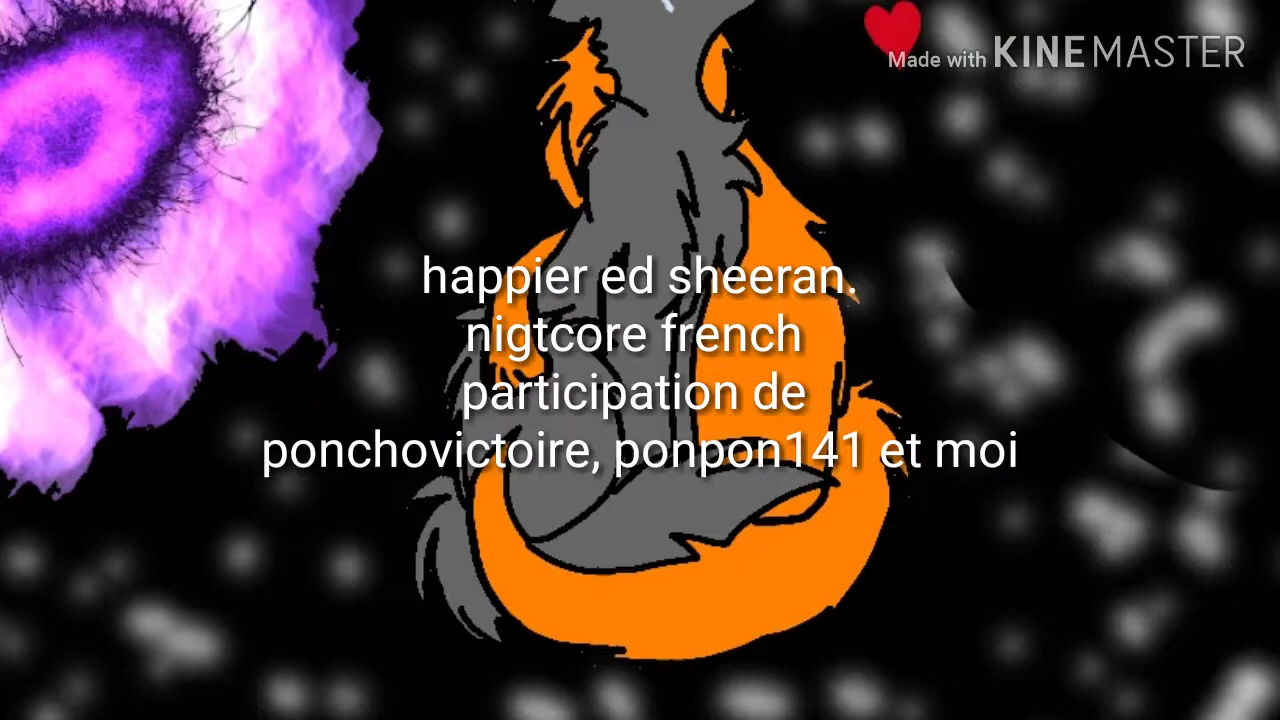 Made with KINEMASTER
happier ed sheeran.
nigtcore french
participation de
ponchovictoire, ponpon141 et moi